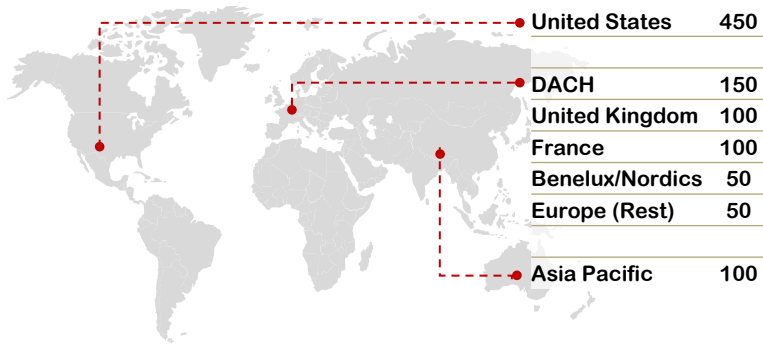 United States 450
DACH 150
United Kingdom 100
France 100
Benelux/Nordics 50
Europe (Rest) 50
Asia Pacific 100